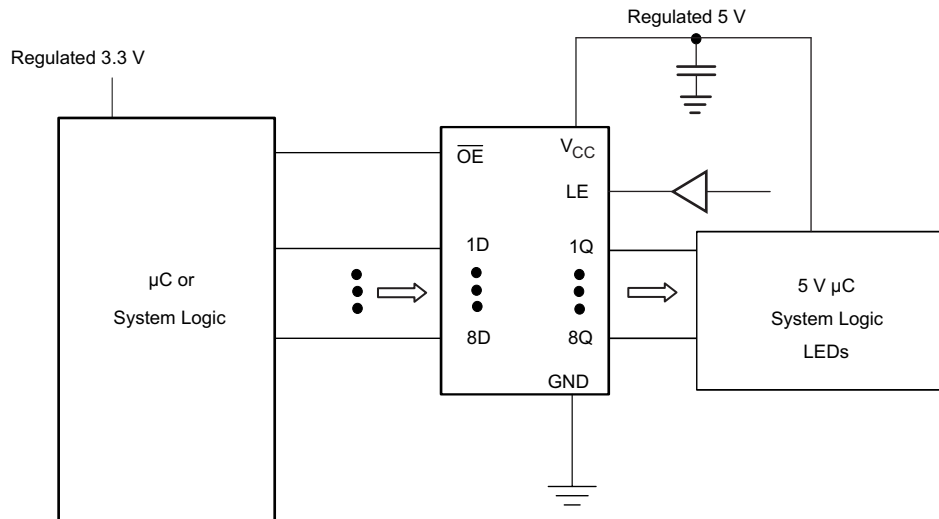 Regulated 5 V
Regulated 3.3 V
OE
VCC
LE
1D
1Q
µC or
System Logic
5 V µC
System Logic
LEDs
8D
8Q
GND